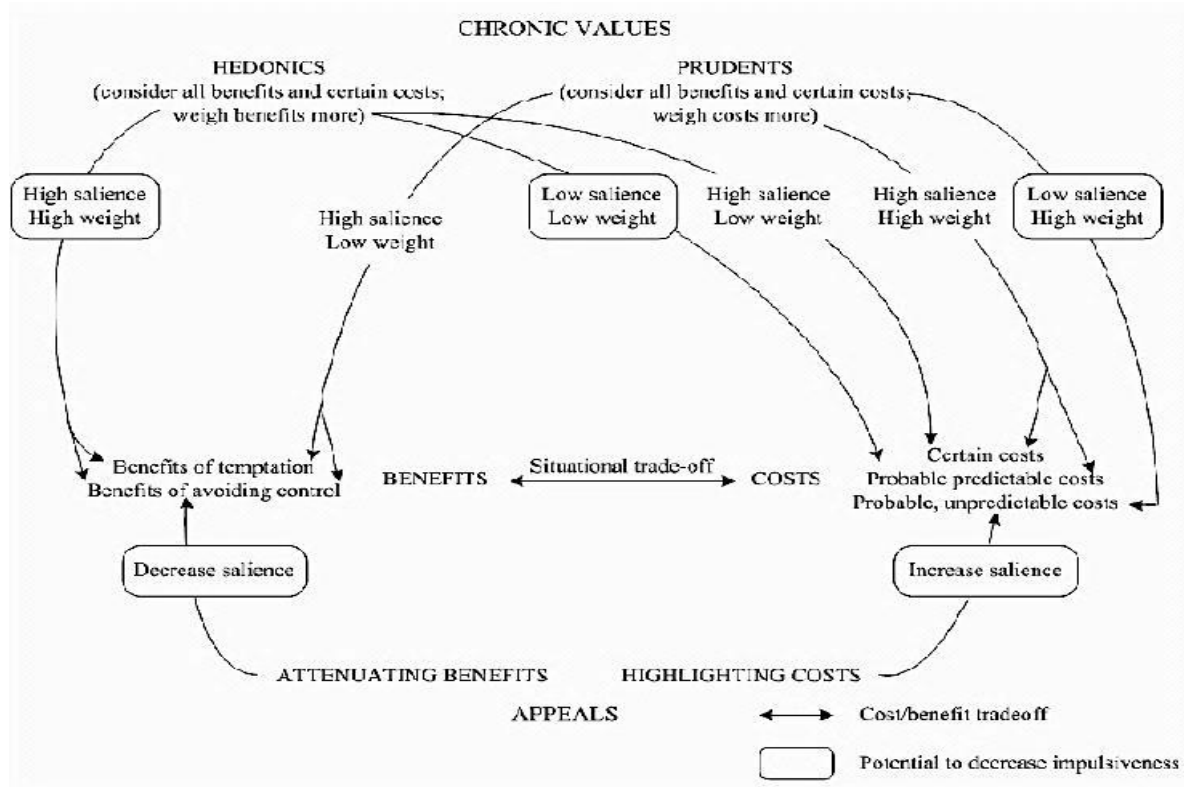 CHRONIC VALUES
HEDONICS
(consider all benefits and certain costs;
weigh benefits more)
PRUDENTS
(consider all benefits and certain costs;
weigh costs more)
High salience
High weight
High salience
Low weight
Low salience
Low weight
High salience
Low weight
High salience
High weight
Low salience
High weight
Benefits of temptation
Benefits of avoiding control
BENEFITS
Situational trade-off
COSTS
Certain costs
Probable predictable costs
Probable, unpredictable costs
Decrease salience
Increase salience
ATTENUATING BENEFITS
HIGHLIGHTING COSTS
APPEALS
Cost/benefit tradeoff
Potential to decrease impulsiveness